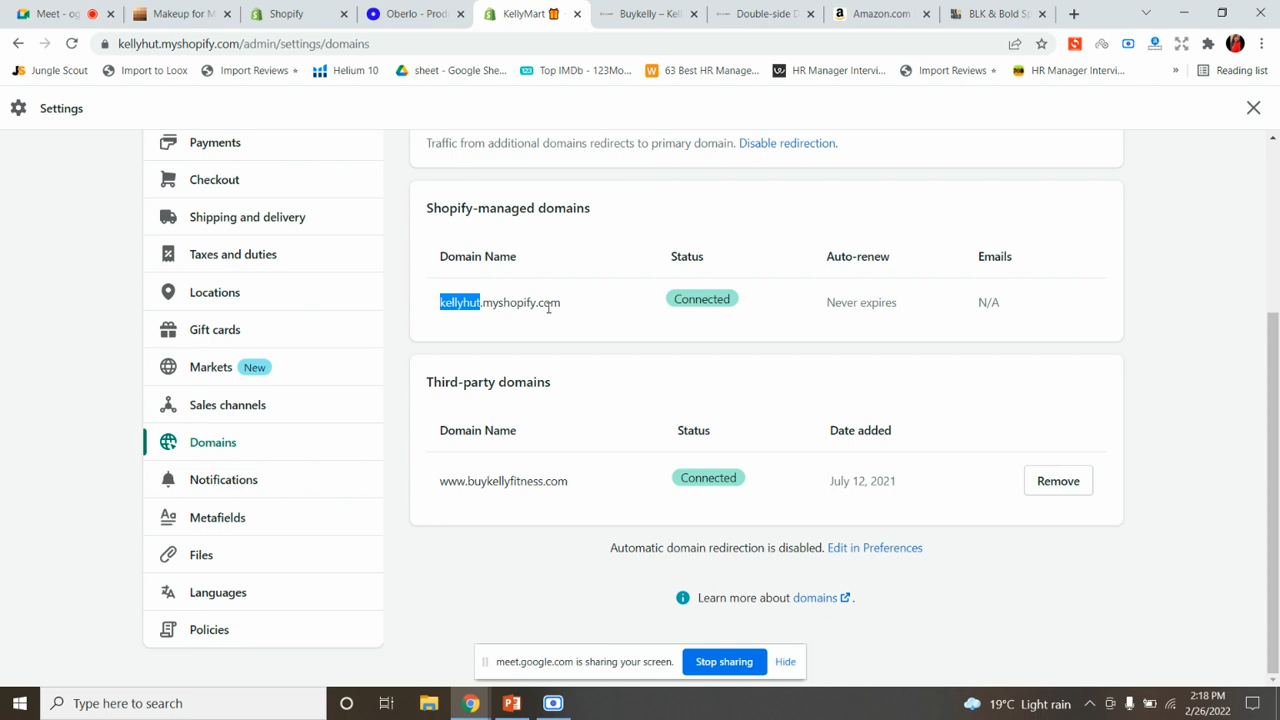 Meet - og
Makeup for M
Shopify
Oberlo - Produ
KellyMart
Buykelly – Kell
Double-side D
Amazon.com
BLK & Bold Sp
kellyhut.myshopify.com/admin/settings/domains
Jungle Scout
Import to Loox
Import Reviews
Helium 10
sheet - Google She...
Top IMDb - 123Mo...
63 Best HR Manage...
HR Manager Intervi...
Import Reviews
HR Manager Intervi...
»
Reading list
Settings
Payments
Checkout
Shipping and delivery
Taxes and duties
Locations
Gift cards
Markets New
Sales channels
Domains
Notifications
Metafields
Files
Languages
Policies
Traffic from additional domains redirects to primary domain. Disable redirection.
Shopify-managed domains
Domain Name Status Auto-renew Emails
kellyhut.myshopify.com Connected Never expires N/A
Third-party domains
Domain Name Status Date added
www.buykellyfitness.com Connected July 12, 2021 Remove
Automatic domain redirection is disabled. Edit in Preferences
Learn more about domains.
meet.google.com is sharing your screen. Stop sharing Hide
Type here to search
19°C Light rain
2:18 PM
2/26/2022